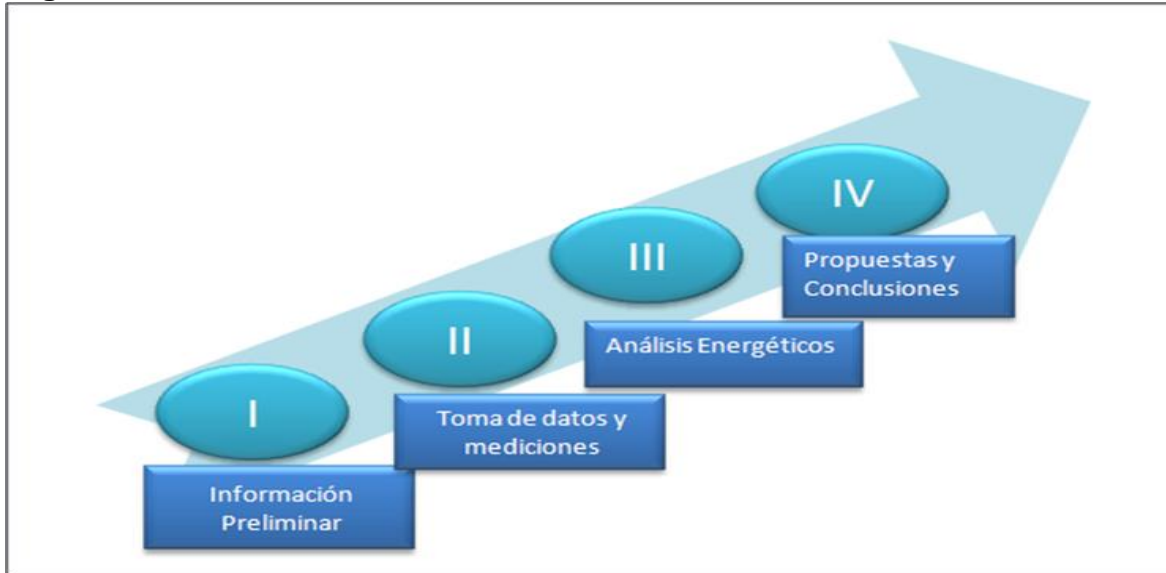 I
Información
Preliminar
II
Toma de datos y
mediciones
III
Análisis Energéticos
IV
Propuestas y
Conclusiones